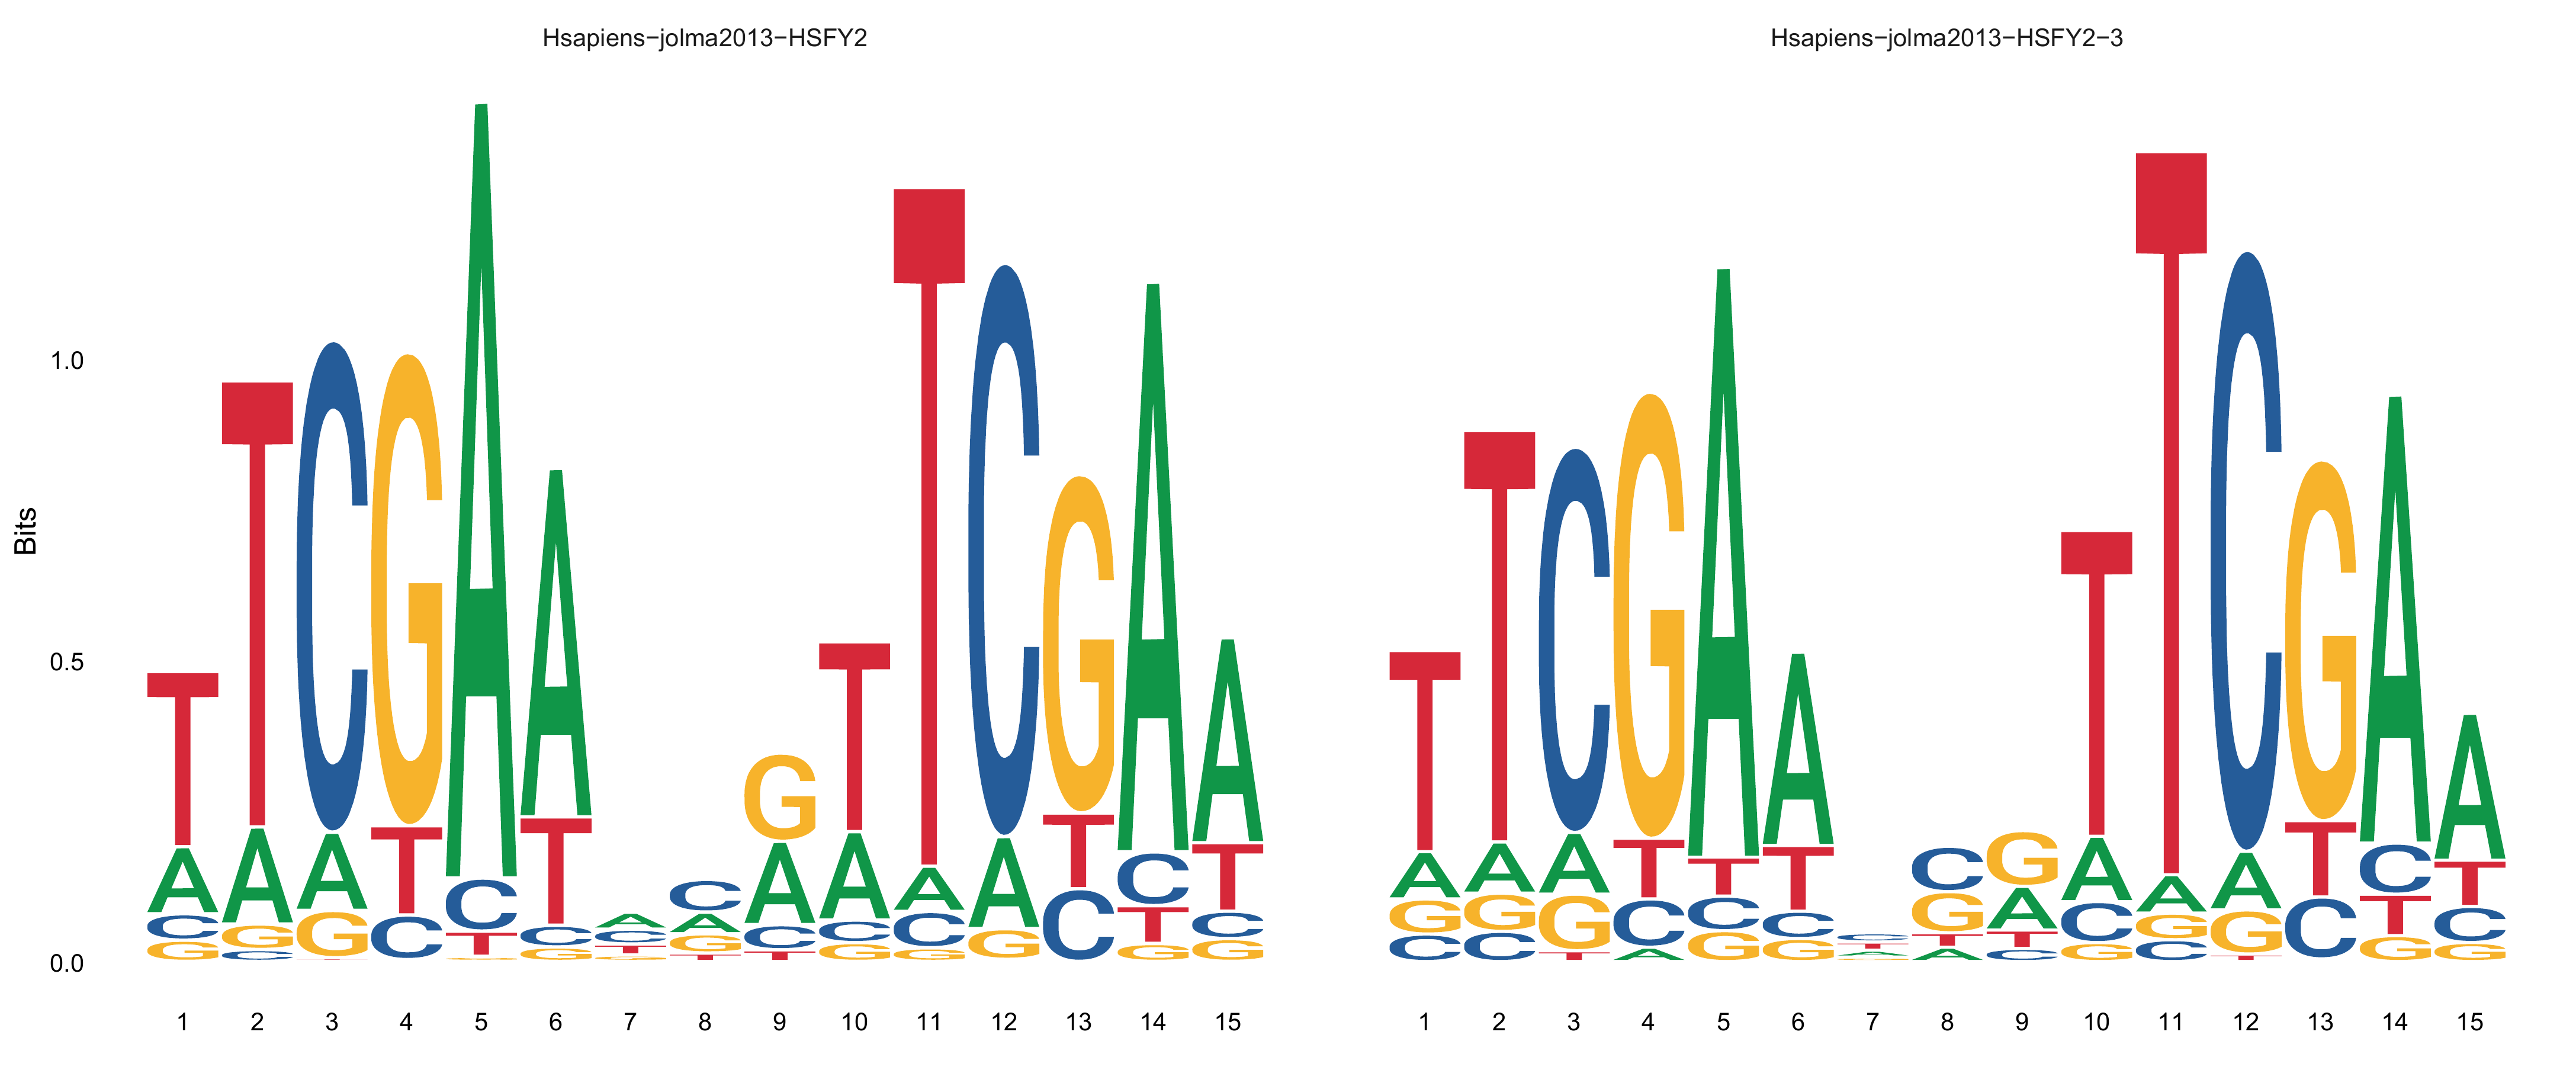 Hsapiens−jolma2013−HSFY2
Hsapiens−jolma2013−HSFY2−3
Bits
1.0
0.5
0.0
T T C G A A A C G T T C G A A
A A A T C T C A A A A A T C T
C G G C T C T G C C C G C T C
G C G G T G G G
1 2 3 4 5 6 7 8 9 10 11 12 13 14 15
T T C G A A C C G T T C G A A
A A A T T T T G A A A A T C T
G G G C C C A T T C G G C T C
C C T A G G A C G C T G G
1 2 3 4 5 6 7 8 9 10 11 12 13 14 15